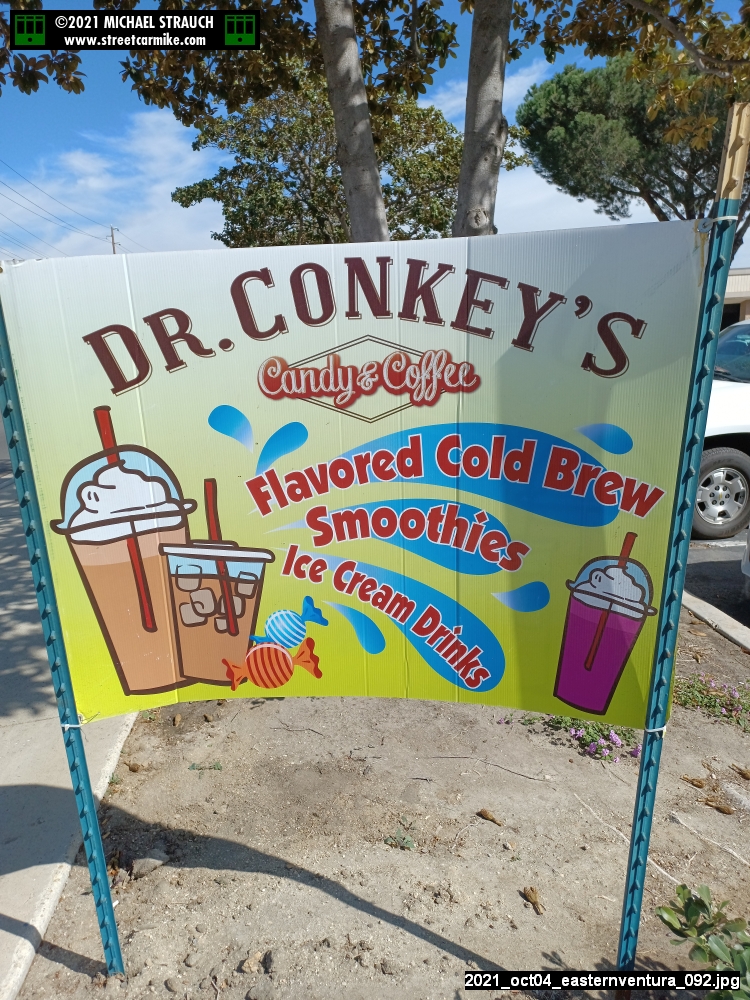 ©2021 MICHAEL STRAUCH
www.streetcarmike.com
DR. CONKEY'S
Candy & Coffee
Flavored Cold Brew
Smoothies
Ice Cream Drinks
2021_oct04_easternventura_092.jpg